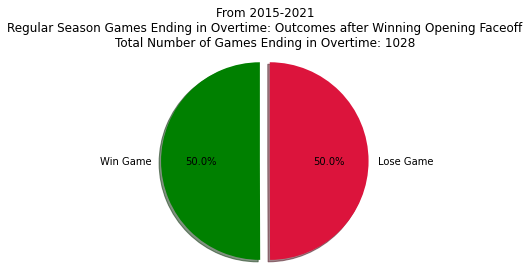 From 2015-2021
Regular Season Games Ending in Overtime: Outcomes after Winning Opening Faceoff
Total Number of Games Ending in Overtime: 1028
Win Game
50.0%
50.0%
Lose Game